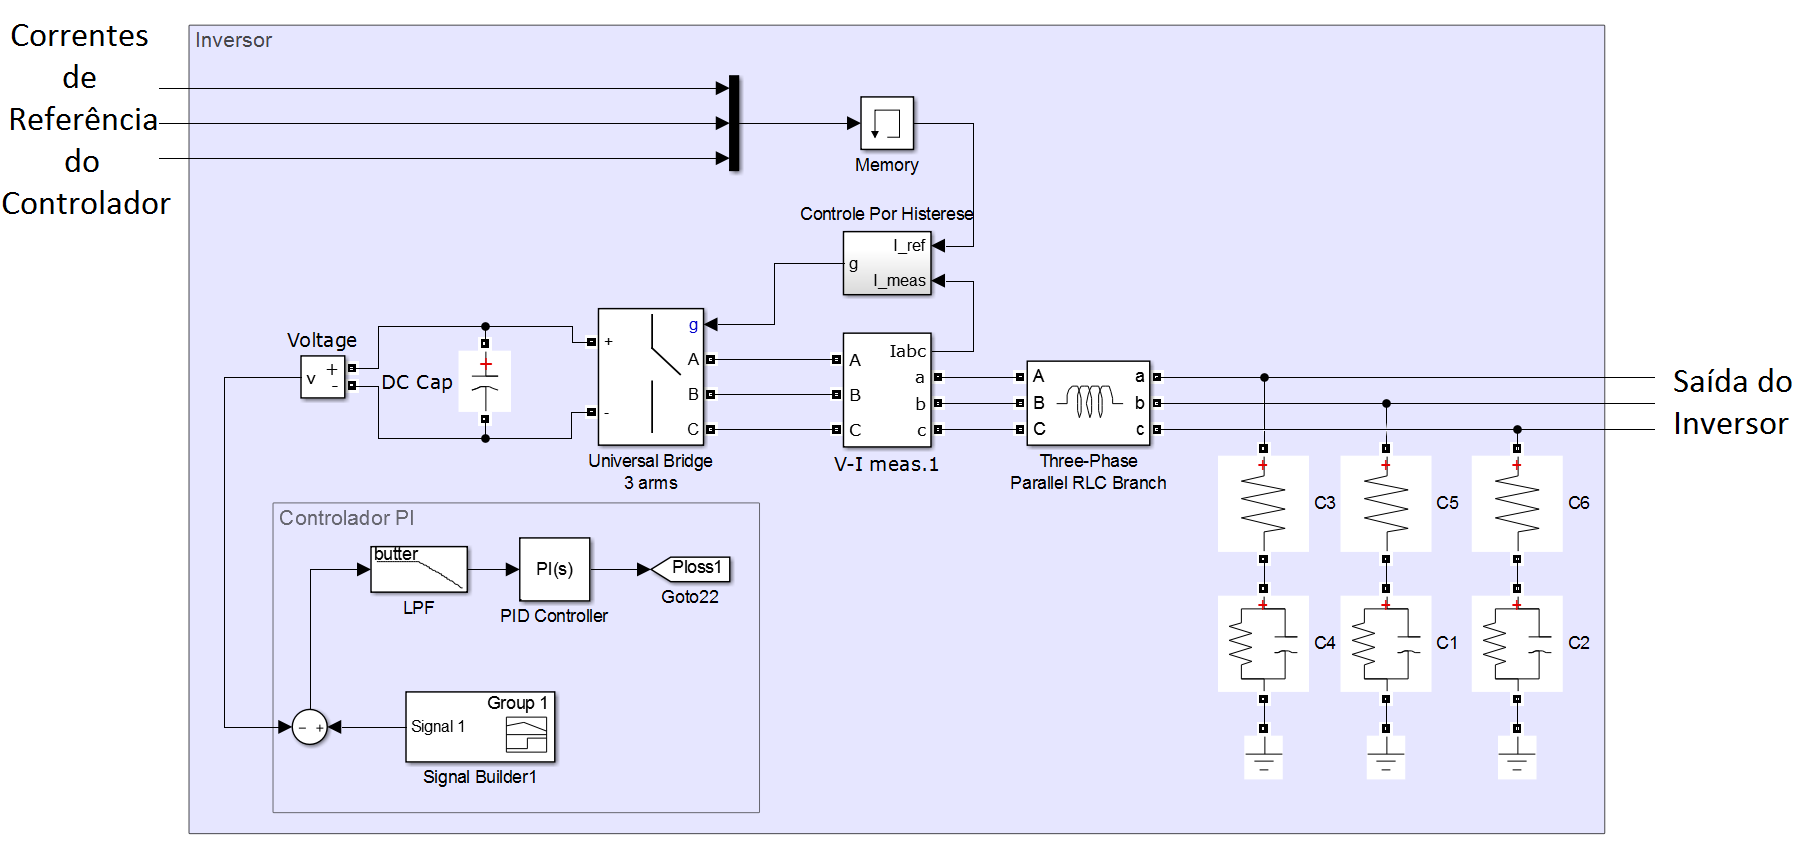 Correntes
de
Referência
do
Controlador
Inversor
Memory
Controle Por Histerese
I_ref
g
I_meas
Voltage
v
+
-
DC Cap
+
+
-
g
A
B
C
Universal Bridge
3 arms
A
B
C
Iabc
a
b
c
V-I meas.1
A
B
C
a
b
c
Three-Phase
Parallel RLC Branch
Saída do
Inversor
+
C3
+
C5
+
C6
+
C4
+
C1
+
C2
Controlador PI
butter
LPF
PI(s)
PID Controller
Ploss1
Goto22
- +
Group 1
Signal 1
Signal Builder1